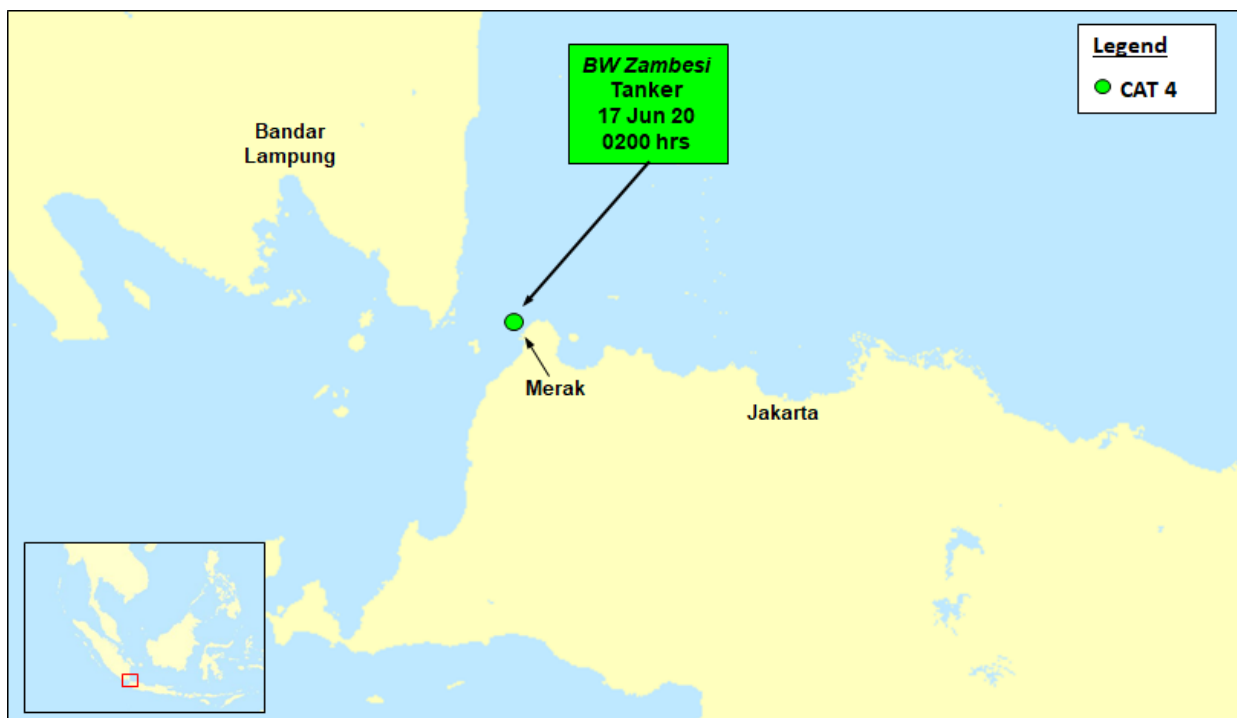 BW Zambesi
Tanker
17 Jun 20
0200 hrs
Legend
CAT 4
Bandar
Lampung
Merak
Jakarta